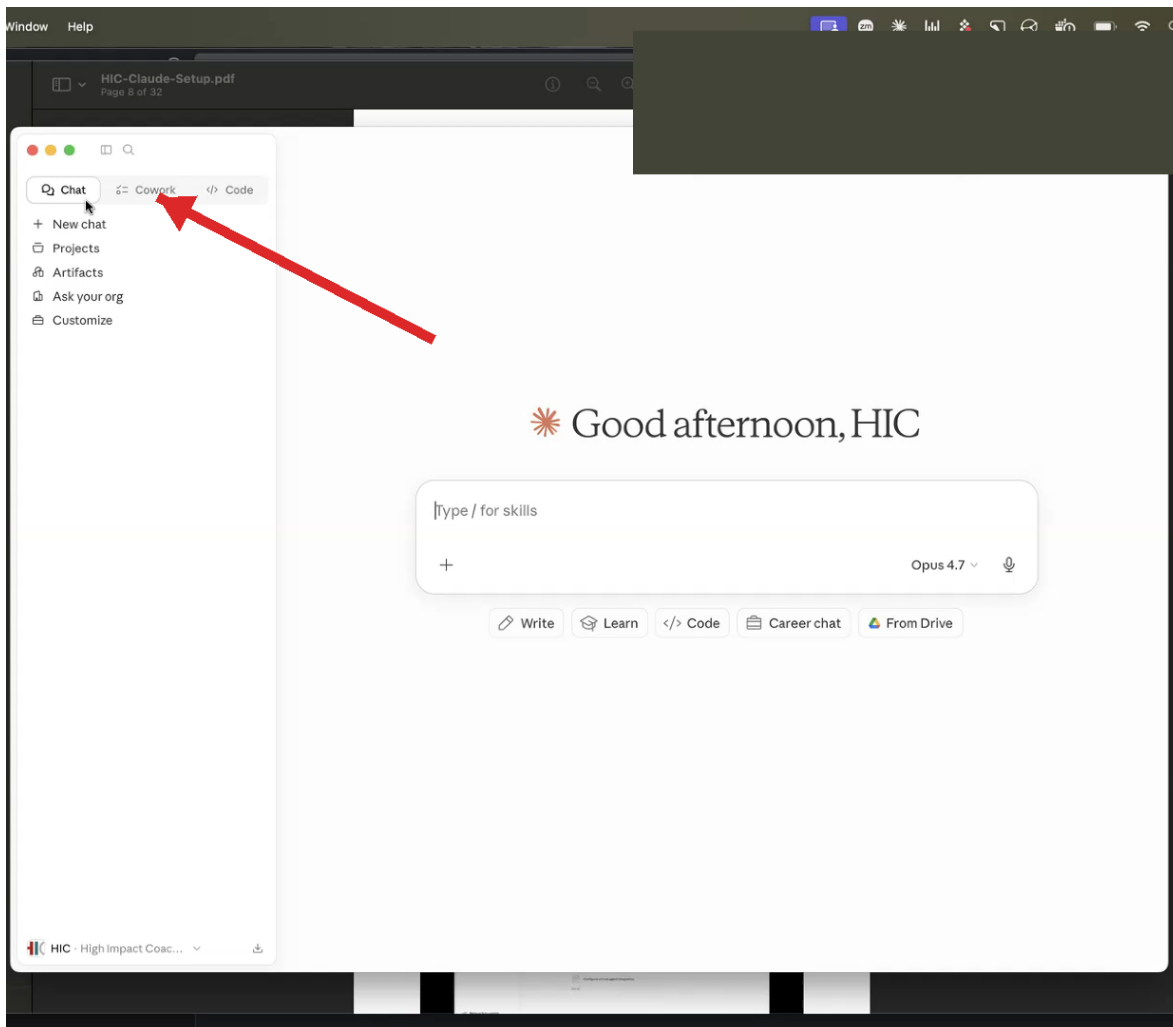 Window Help
zm
HIC-Claude-Setup.pdf
Page 8 of 32
Chat Cowork </> Code
+ New chat
Projects
Artifacts
Ask your org
Customize
Good afternoon, HIC
Type / for skills
+ Opus 4.7
Write Learn </> Code Career chat From Drive
HIC · High Impact Coac...